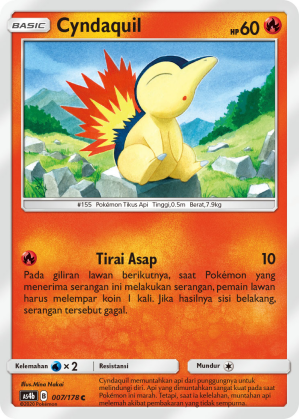 BASIC Cyndaquil HP60
#155 Pokémon Tikus Api Tinggi,0.5m Berat,7.9kg
Tirai Asap 10
Pada giliran lawan berikutnya, saat Pokémon yang
menerima serangan ini melakukan serangan, pemain lawan
harus melempar koin 1 kali. Jika hasilnya sisi belakang,
serangan tersebut gagal.
Kelemahan ×2 Resistansi Mundur
Illus.Mina Nakai
AS4b B 007/178 C
©2020 Pokémon
Cyndaquil memuntahkan api dari punggungnya untuk
melindungi diri. Api yang dimuntahkan sangat kuat pada saat
Pokémon ini marah. Tetapi, saat ia kelelahan, muntahan api
melemah akibat pembakaran yang tidak sempurna.